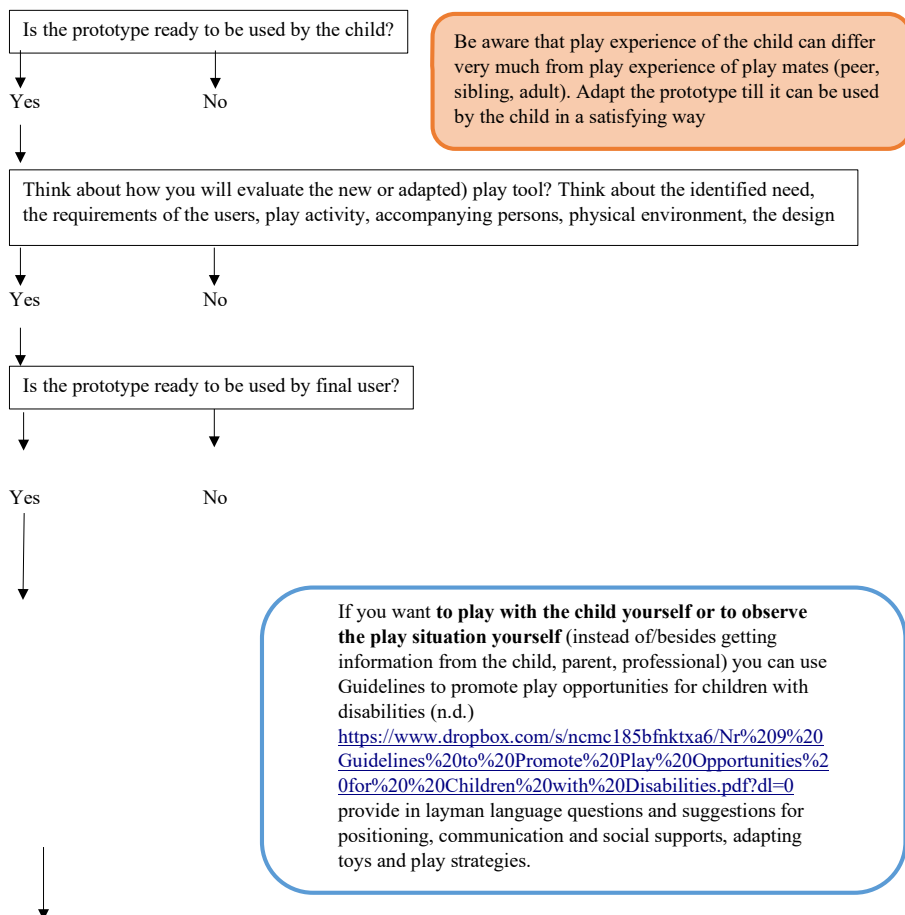 Is the prototype ready to be used by the child?
Be aware that play experience of the child can differ
very much from play experience of play mates (peer,
sibling, adult). Adapt the prototype till it can be used
by the child in a satisfying way
Yes No
Think about how you will evaluate the new or adapted) play tool? Think about the identified need,
the requirements of the users, play activity, accompanying persons, physical environment, the design
Yes No
Is the prototype ready to be used by final user?
Yes No
If you want to play with the child yourself or to observe
the play situation yourself (instead of/besides getting
information from the child, parent, professional) you can use
Guidelines to promote play opportunities for children with
disabilities (n.d.)
https://www.dropbox.com/s/ncmc185bfnktxa6/Nr%209%20
Guidelines%20to%20Promote%20Play%20Opportunities%2
0for%20%20Children%20with%20Disabilities.pdf?dl=0
provide in layman language questions and suggestions for
positioning, communication and social supports, adapting
toys and play strategies.